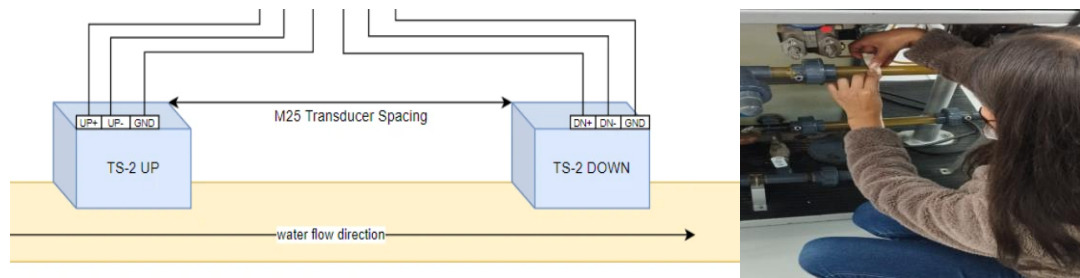 UP+ UP- GND
M25 Transducer Spacing
DN+ DN- GND
TS-2 UP
TS-2 DOWN
water flow direction